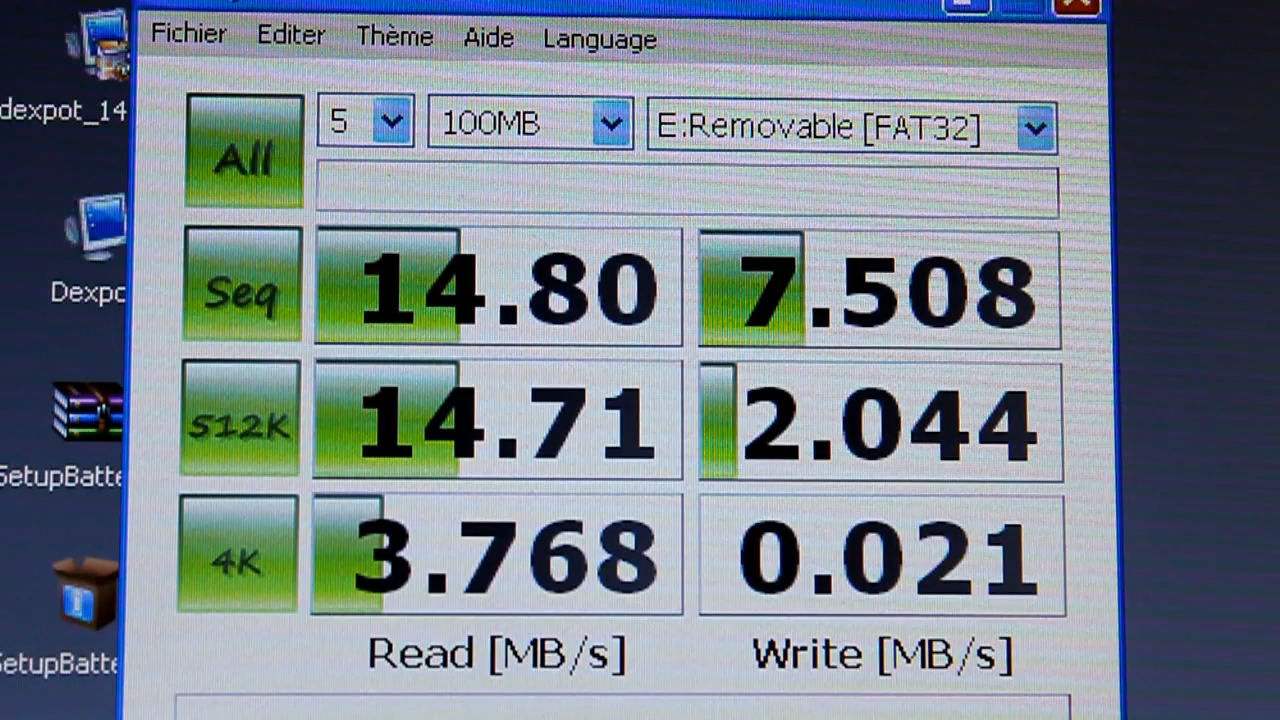 Fichier Editer Thème Aide Language
dexpot_14
All 5 100MB E:Removable [FAT32]
Seq 14.80 7.508
Dexpo
512K 14.71 2.044
SetupBatte
4K 3.768 0.021
SetupBatte
Read [MB/s] Write [MB/s]